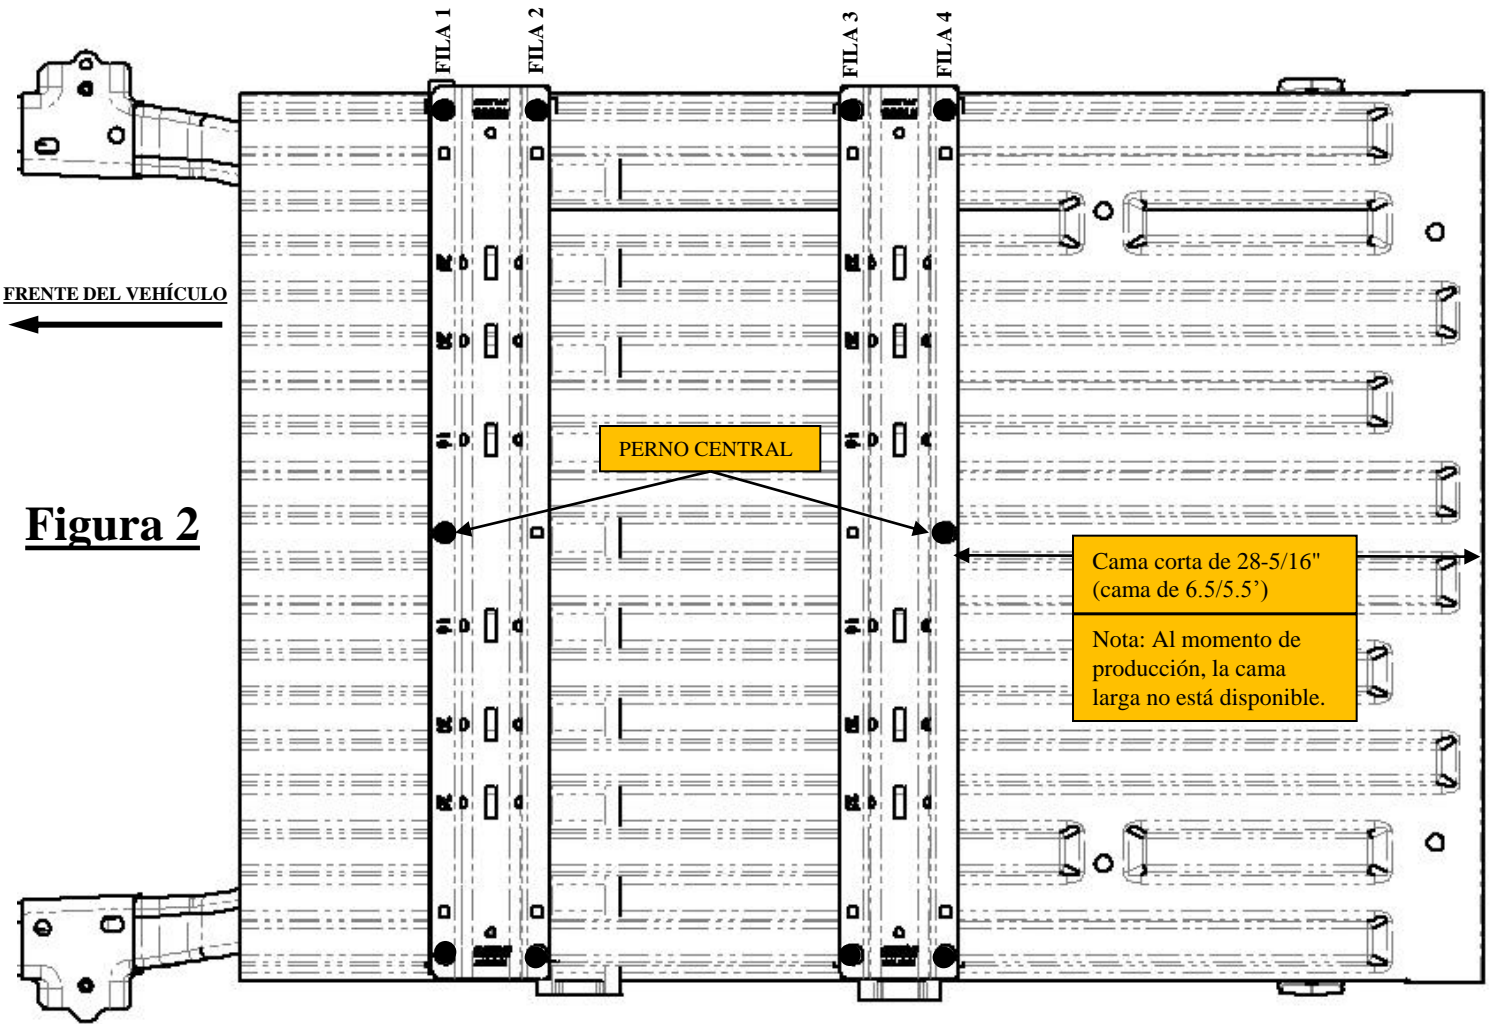 FILA 1
FILA 2
FILA 3
FILA 4
FRENTE DEL VEHÍCULO
PERNO CENTRAL
Figura 2
Cama corta de 28-5/16"
(cama de 6.5/5.5’)
Nota: Al momento de
producción, la cama
larga no está disponible.